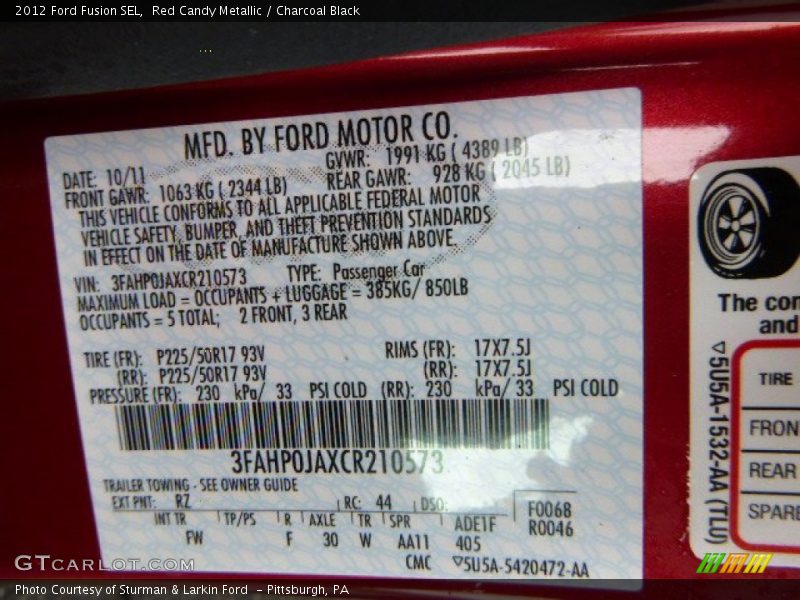 2012 Ford Fusion SEL,  Red Candy Metallic / Charcoal Black
MFD. BY FORD MOTOR CO.
DATE: 10/11 GVWR: 1991 KG ( 4389 LB)
FRONT GAWR: 1063 KG ( 2344 LB) REAR GAWR: 928 KG ( 2045 LB)
THIS VEHICLE CONFORMS TO ALL APPLICABLE FEDERAL MOTOR
VEHICLE SAFETY, BUMPER, AND THEFT PREVENTION STANDARDS
IN EFFECT ON THE DATE OF MANUFACTURE SHOWN ABOVE.
VIN: 3FAHP0JAXCR210573 TYPE: Passenger Car
MAXIMUM LOAD = OCCUPANTS + LUGGAGE = 385KG/ 850LB
OCCUPANTS = 5 TOTAL; 2 FRONT, 3 REAR
TIRE (FR): P225/50R17 93V RIMS (FR): 17X7.5J
(RR): P225/50R17 93V (RR): 17X7.5J
PRESSURE (FR): 230 kPa/ 33 PSI COLD (RR): 230 kPa/ 33 PSI COLD
3FAHP0JAXCR210573
TRAILER TOWING - SEE OWNER GUIDE
EXT PNT: RZ RC: 44 DSO: F0068
R0046
INT TR TP/PS R AXLE TR SPR ADE1F
FW F 30 W AA11 405
CMC ▽5U5A-5420472-AA
The con
and
▽5U5A-1532-AA (TLU)
TIRE
FRON
REAR
SPARE
GTCARLOT.COM
Photo Courtesy of Sturman & Larkin Ford  – Pittsburgh, PA